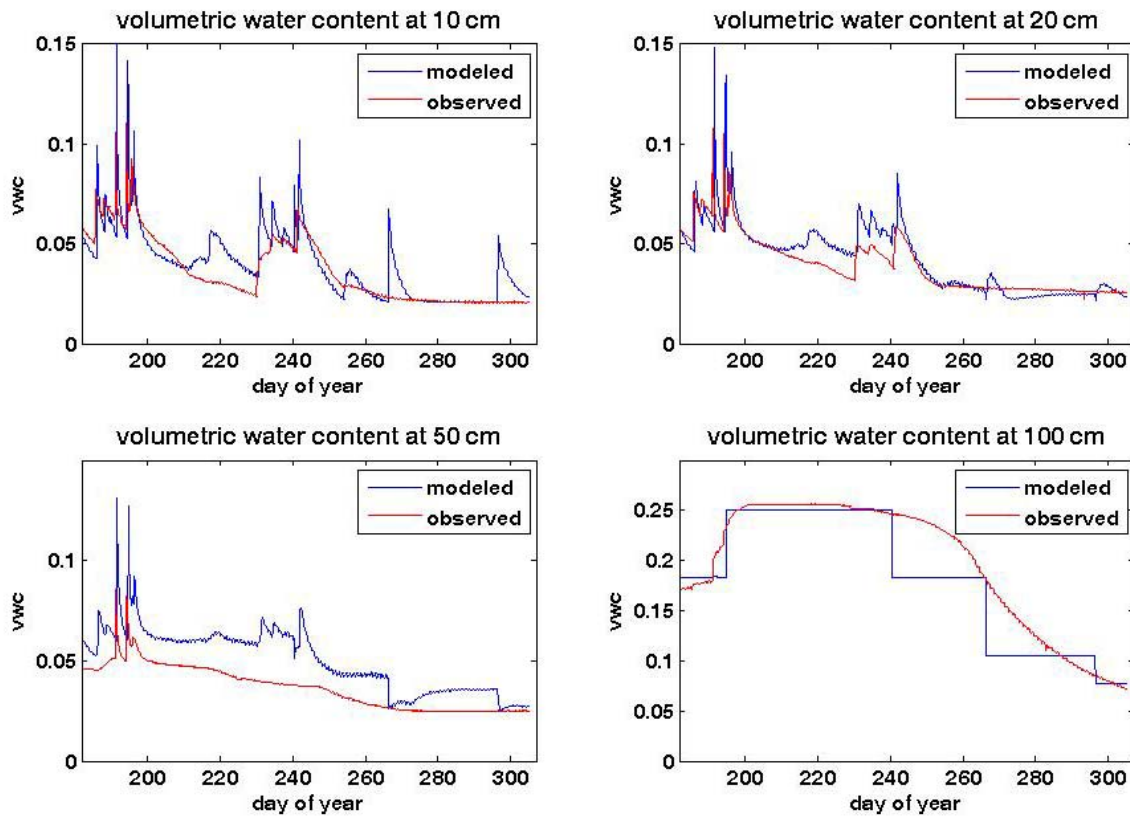 volumetric water content at 10 cm
0.15
0.1
0.05
0
vwc
modeled
observed
200
220
240
260
280
300
day of year
volumetric water content at 20 cm
0.15
0.1
0.05
0
vwc
modeled
observed
200
220
240
260
280
300
day of year
volumetric water content at 50 cm
0.1
0.05
0
vwc
modeled
observed
200
220
240
260
280
300
day of year
volumetric water content at 100 cm
0.25
0.2
0.15
0.1
0.05
0
vwc
modeled
observed
200
220
240
260
280
300
day of year